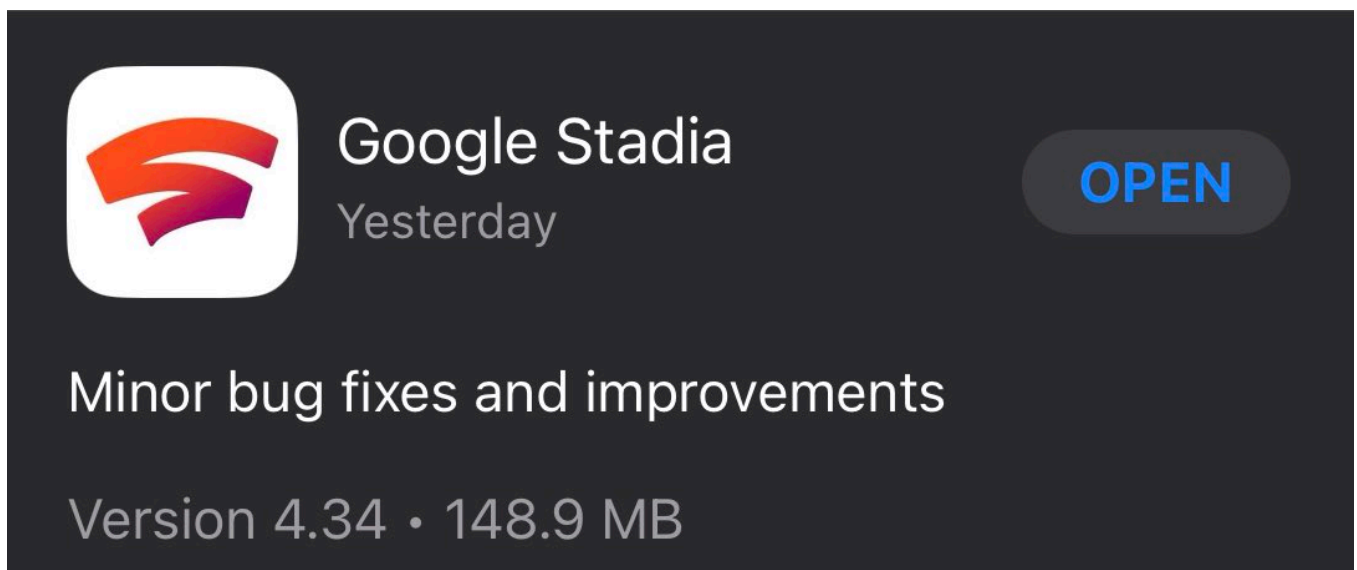 Google Stadia
OPEN
Yesterday
Minor bug fixes and improvements
Version 4.34 • 148.9 MB